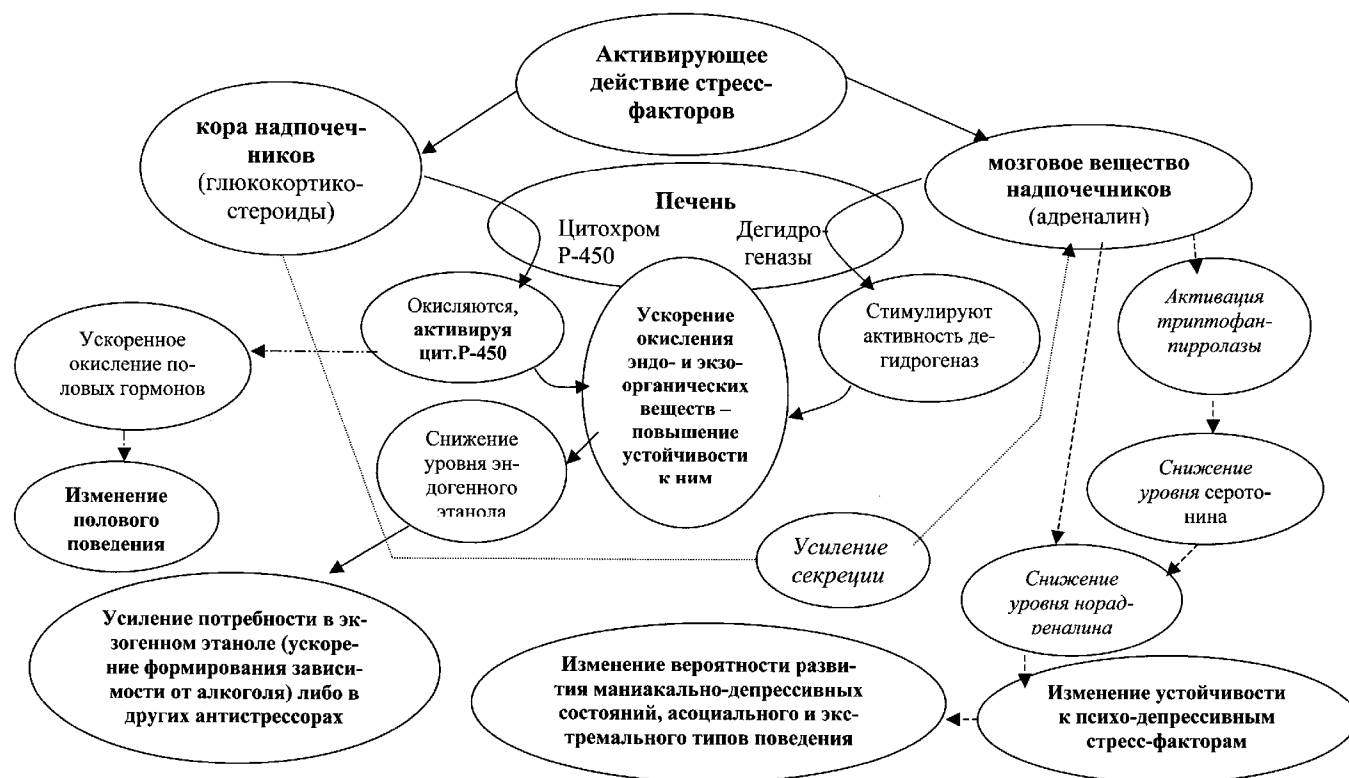 Активирующее
действие стресс-
факторов
кора надпочеч-
ников
(глюкокортико-
стероиды)
мозговое вещество
надпочечников
(адреналин)
Печень
Цитохром
Р-450
Дегидро-
геназы
Окисляются,
активируя
цит.Р-450
Ускорение
окисления
эндо- и экзо-
органических
веществ –
повышение
устойчивости
к ним
Стимулируют
активность де-
гидрогеназ
Активация
триптофан-
пирролазы
Ускоренное
окисление по-
ловых гормонов
Снижение
уровня эн-
догенного
этанола
Снижение
уровня серото-
нина
Изменение
полового
поведения
Усиление
секреции
Снижение
уровня норад-
реналина
Усиление потребности в эк-
зогенном этаноле (ускоре-
ние формирования зависи-
мости от алкоголя) либо в
других антистрессорах
Изменение вероятности разви-
тия маниакально-депрессивных
состояний, асоциального и экс-
тремального типов поведения
Изменение устойчивости
к психо-депрессивным
стресс-факторам